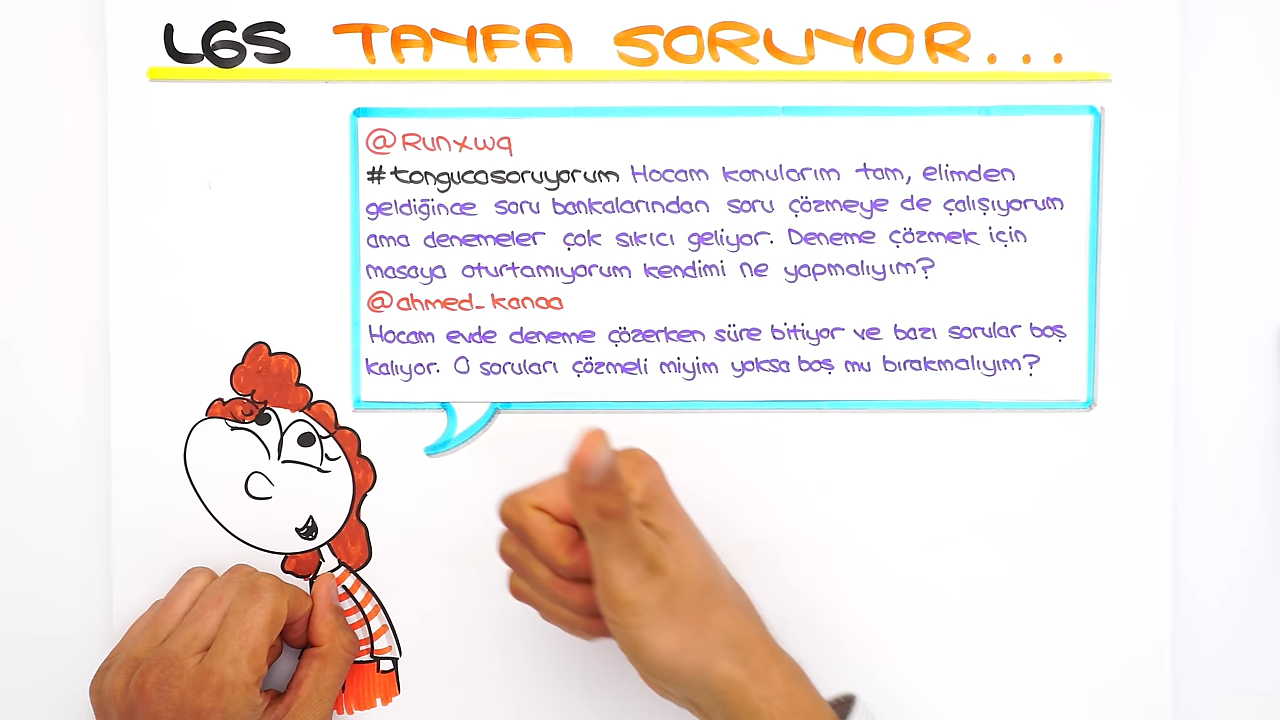 LGS TAYFA SORUYOR...
@Runxwq
#tongucasoruyorum Hocam konularım tam, elimden
geldiğince soru bankalarından soru çözmeye de çalışıyorum
ama denemeler çok sıkıcı geliyor. Deneme çözmek için
masaya oturtamıyorum kendimi ne yapmalıyım?
@ahmed_kanaa
Hocam evde deneme çözerken süre bitiyor ve bazı sorular boş
kalıyor. O soruları çözmeli miyim yoksa boş mu bırakmalıyım?